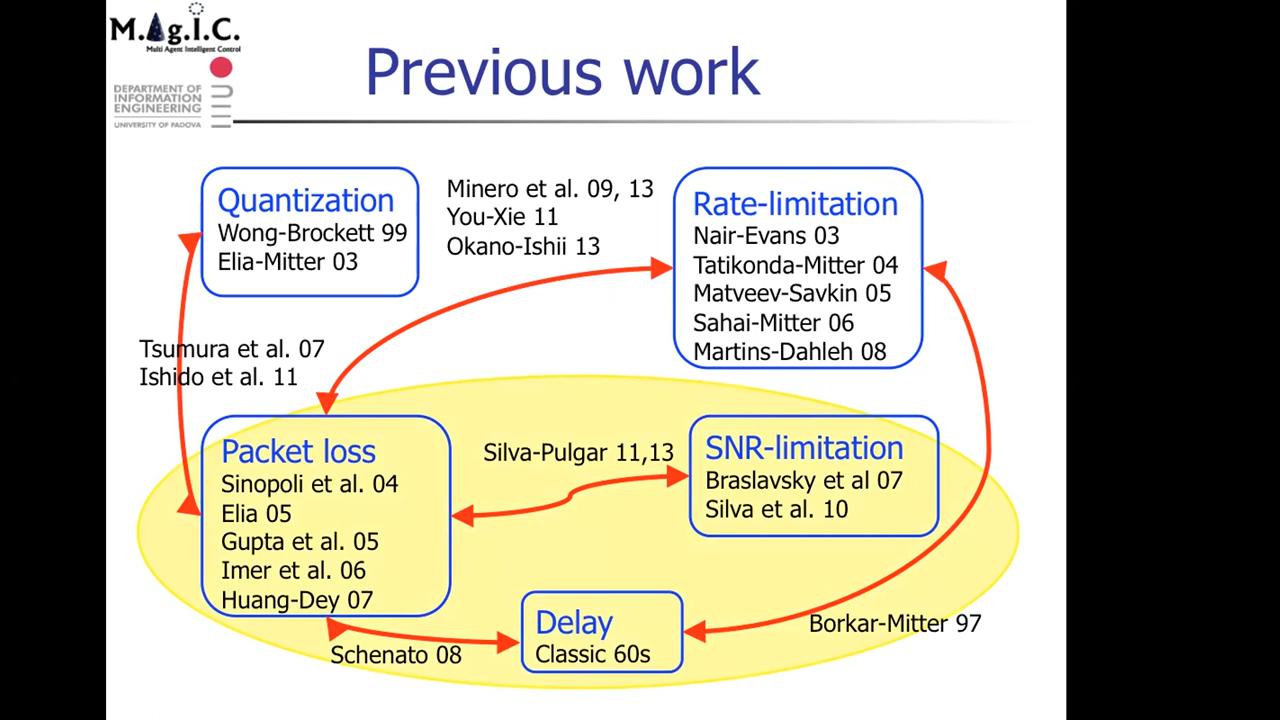 M.Ag.I.C.
Multi Agent Intelligent Control
DEPARTMENT OF
INFORMATION
ENGINEERING
UNIVERSITY OF PADOVA
Previous work
Quantization
Wong-Brockett 99
Elia-Mitter 03
Minero et al. 09, 13
You-Xie 11
Okano-Ishii 13
Rate-limitation
Nair-Evans 03
Tatikonda-Mitter 04
Matveev-Savkin 05
Sahai-Mitter 06
Martins-Dahleh 08
Tsumura et al. 07
Ishido et al. 11
Packet loss
Sinopoli et al. 04
Elia 05
Gupta et al. 05
Imer et al. 06
Huang-Dey 07
Silva-Pulgar 11,13
SNR-limitation
Braslavsky et al 07
Silva et al. 10
Delay
Classic 60s
Schenato 08
Borkar-Mitter 97